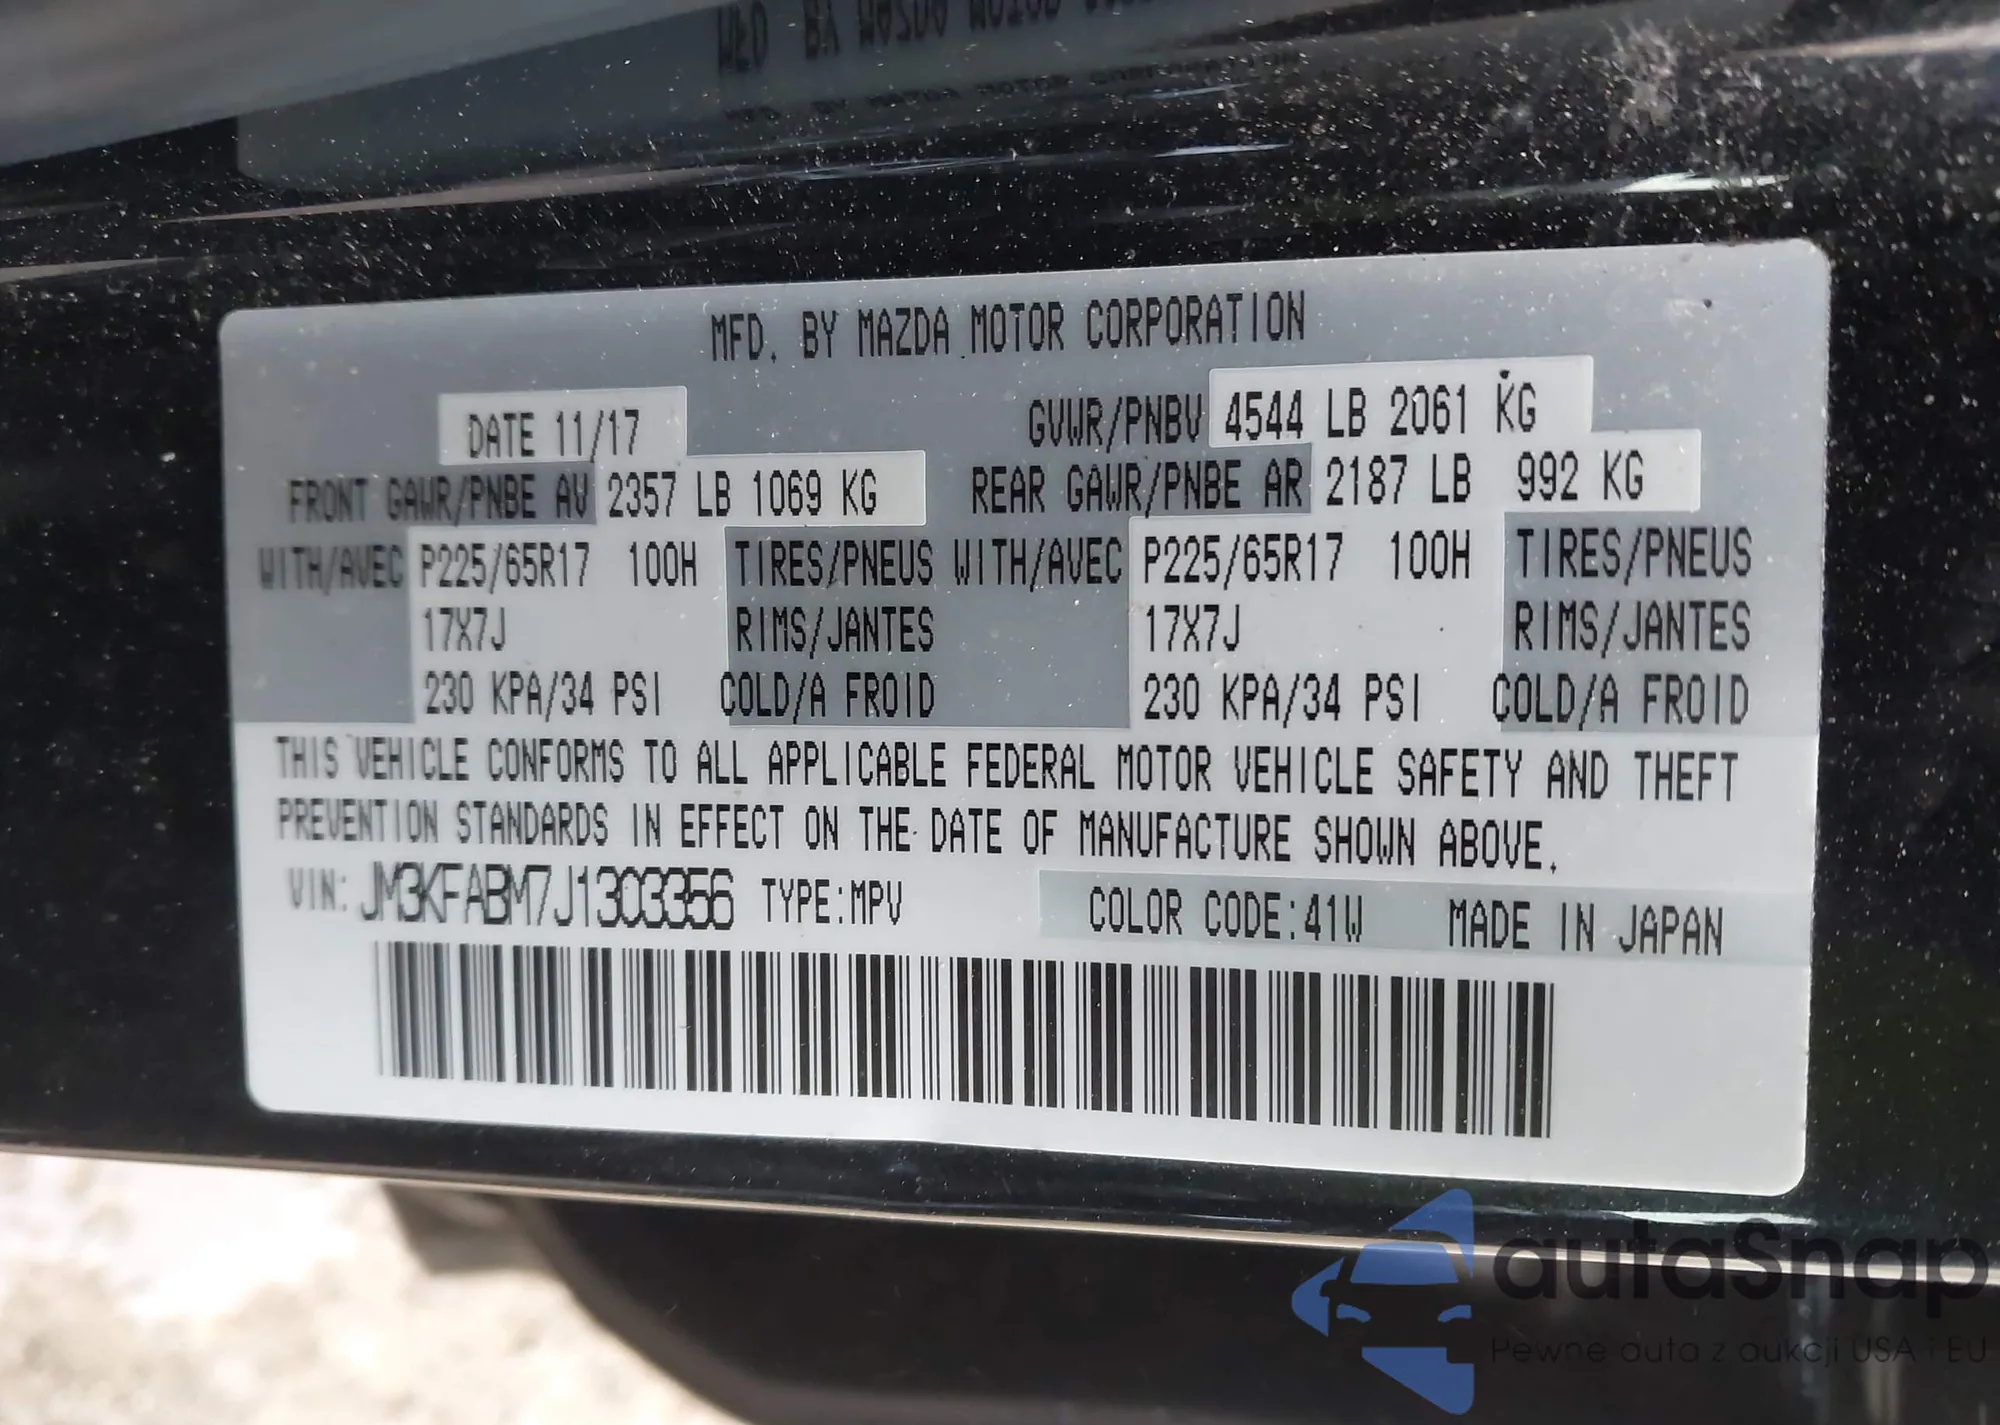 MFD. BY MAZDA MOTOR CORPORATION
DATE 11/17 GVWR/PNBV 4544 LB 2061 KG
FRONT GAWR/PNBE AV 2357 LB 1069 KG REAR GAWR/PNBE AR 2187 LB 992 KG
WITH/AVEC P225/65R17 100H TIRES/PNEUS WITH/AVEC P225/65R17 100H TIRES/PNEUS
17X7J RIMS/JANTES 17X7J RIMS/JANTES
230 KPA/34 PSI COLD/A FROID 230 KPA/34 PSI COLD/A FROID
THIS VEHICLE CONFORMS TO ALL APPLICABLE FEDERAL MOTOR VEHICLE SAFETY AND THEFT
PREVENTION STANDARDS IN EFFECT ON THE DATE OF MANUFACTURE SHOWN ABOVE.
VIN: JM3KFABM7J1303356 TYPE:MPV COLOR CODE:41W MADE IN JAPAN
autaSnap
Pewne auta z aukcji USA i EU